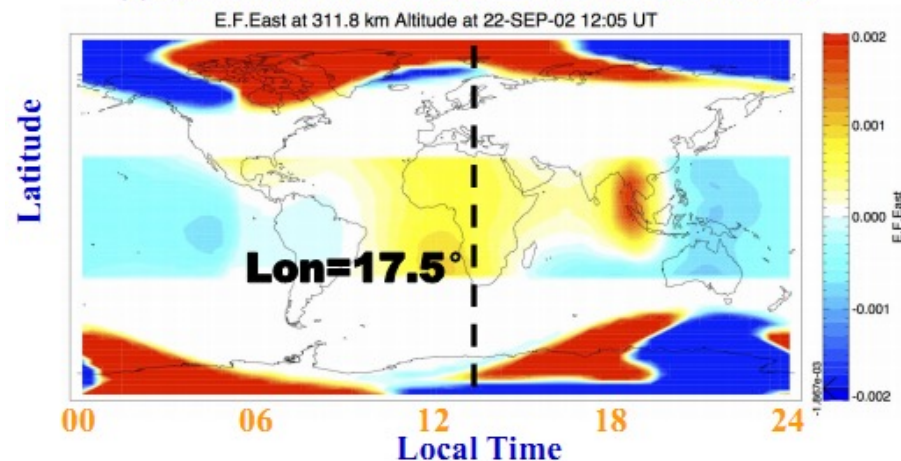 E.F.East at 311.8 km Altitude at 22-SEP-02 12:05 UT
Latitude
Lon=17.5°
0.002
0.001
0.000
-0.001
-0.002
E.F.East
00 06 12 18 24
Local Time